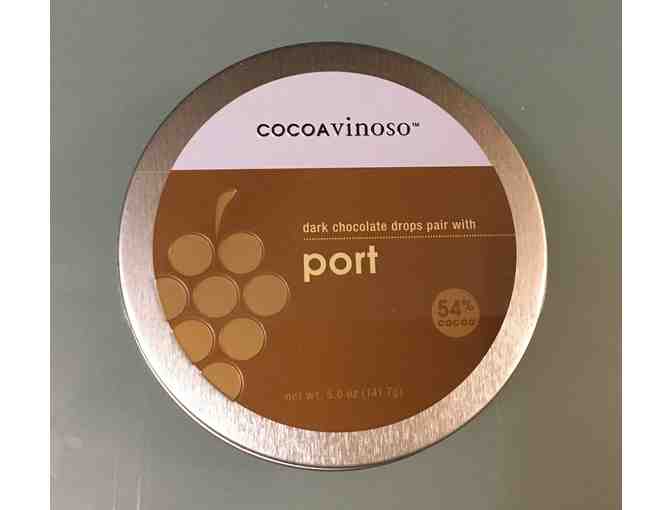 COCOAvinoso™
dark chocolate drops pair with
port
54%
cocoa
net wt. 5.0 oz (141.7g)